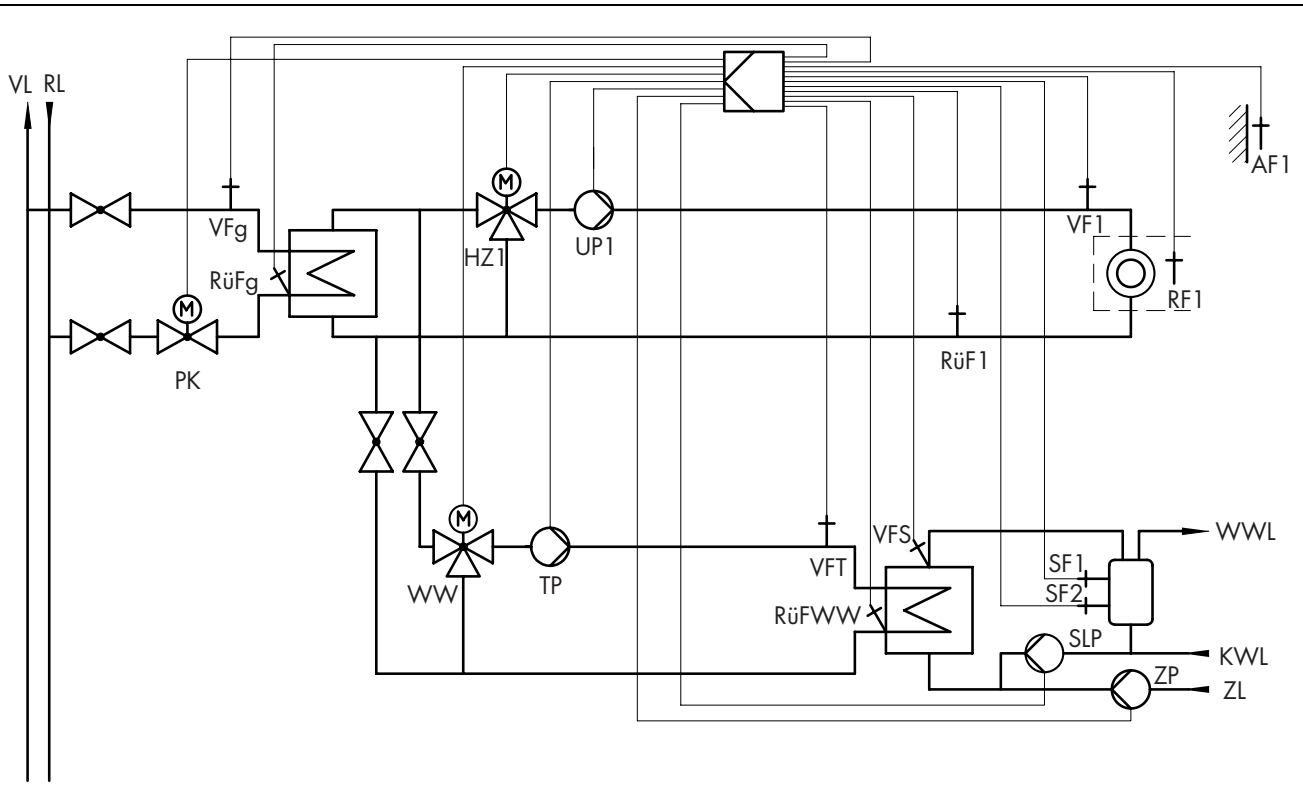 VL RL
M
AF1
VFg
HZ1
UP1
VF1
RüFg
M
RF1
PK
RüF1
M
WW
TP
VFT
VFS
WWL
SF1
SF2
RüFWW
SLP
KWL
ZP
ZL